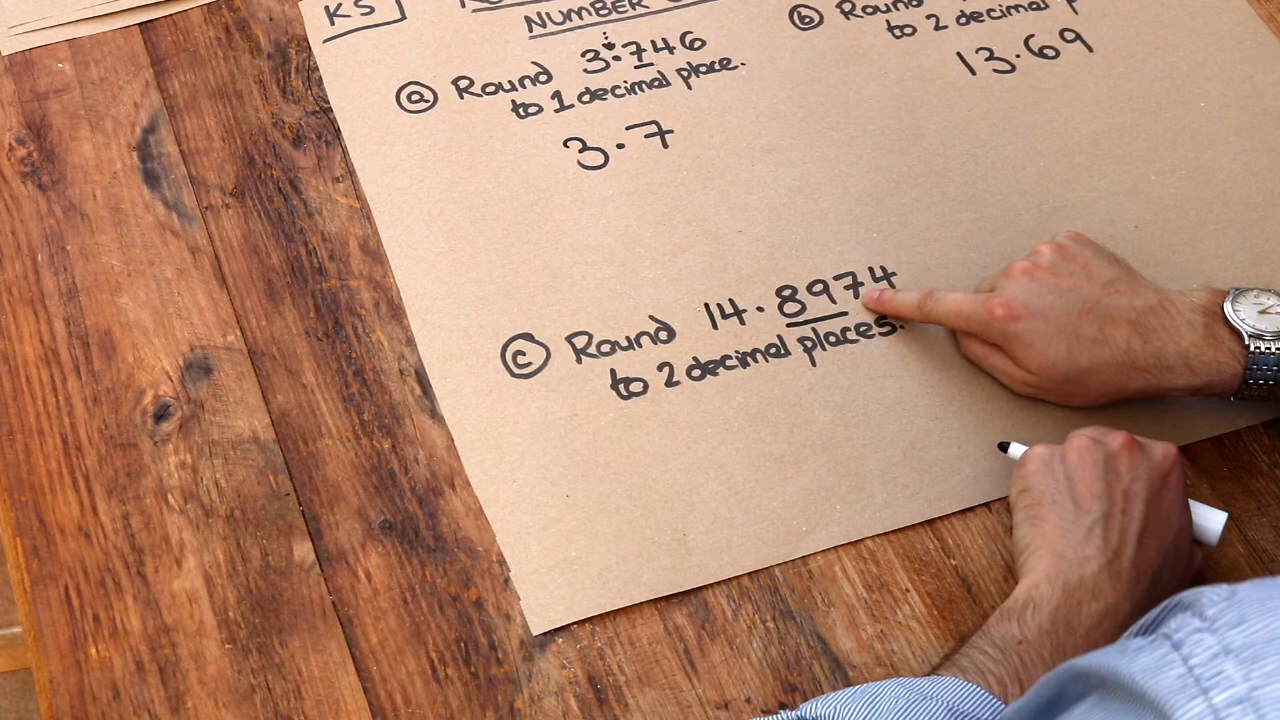 K5
NUMBER
(a) Round 3.746
to 1 decimal place.
3.7
(b) Round
to 2 decimal p
13.69
(c) Round 14.8974
to 2 decimal places.